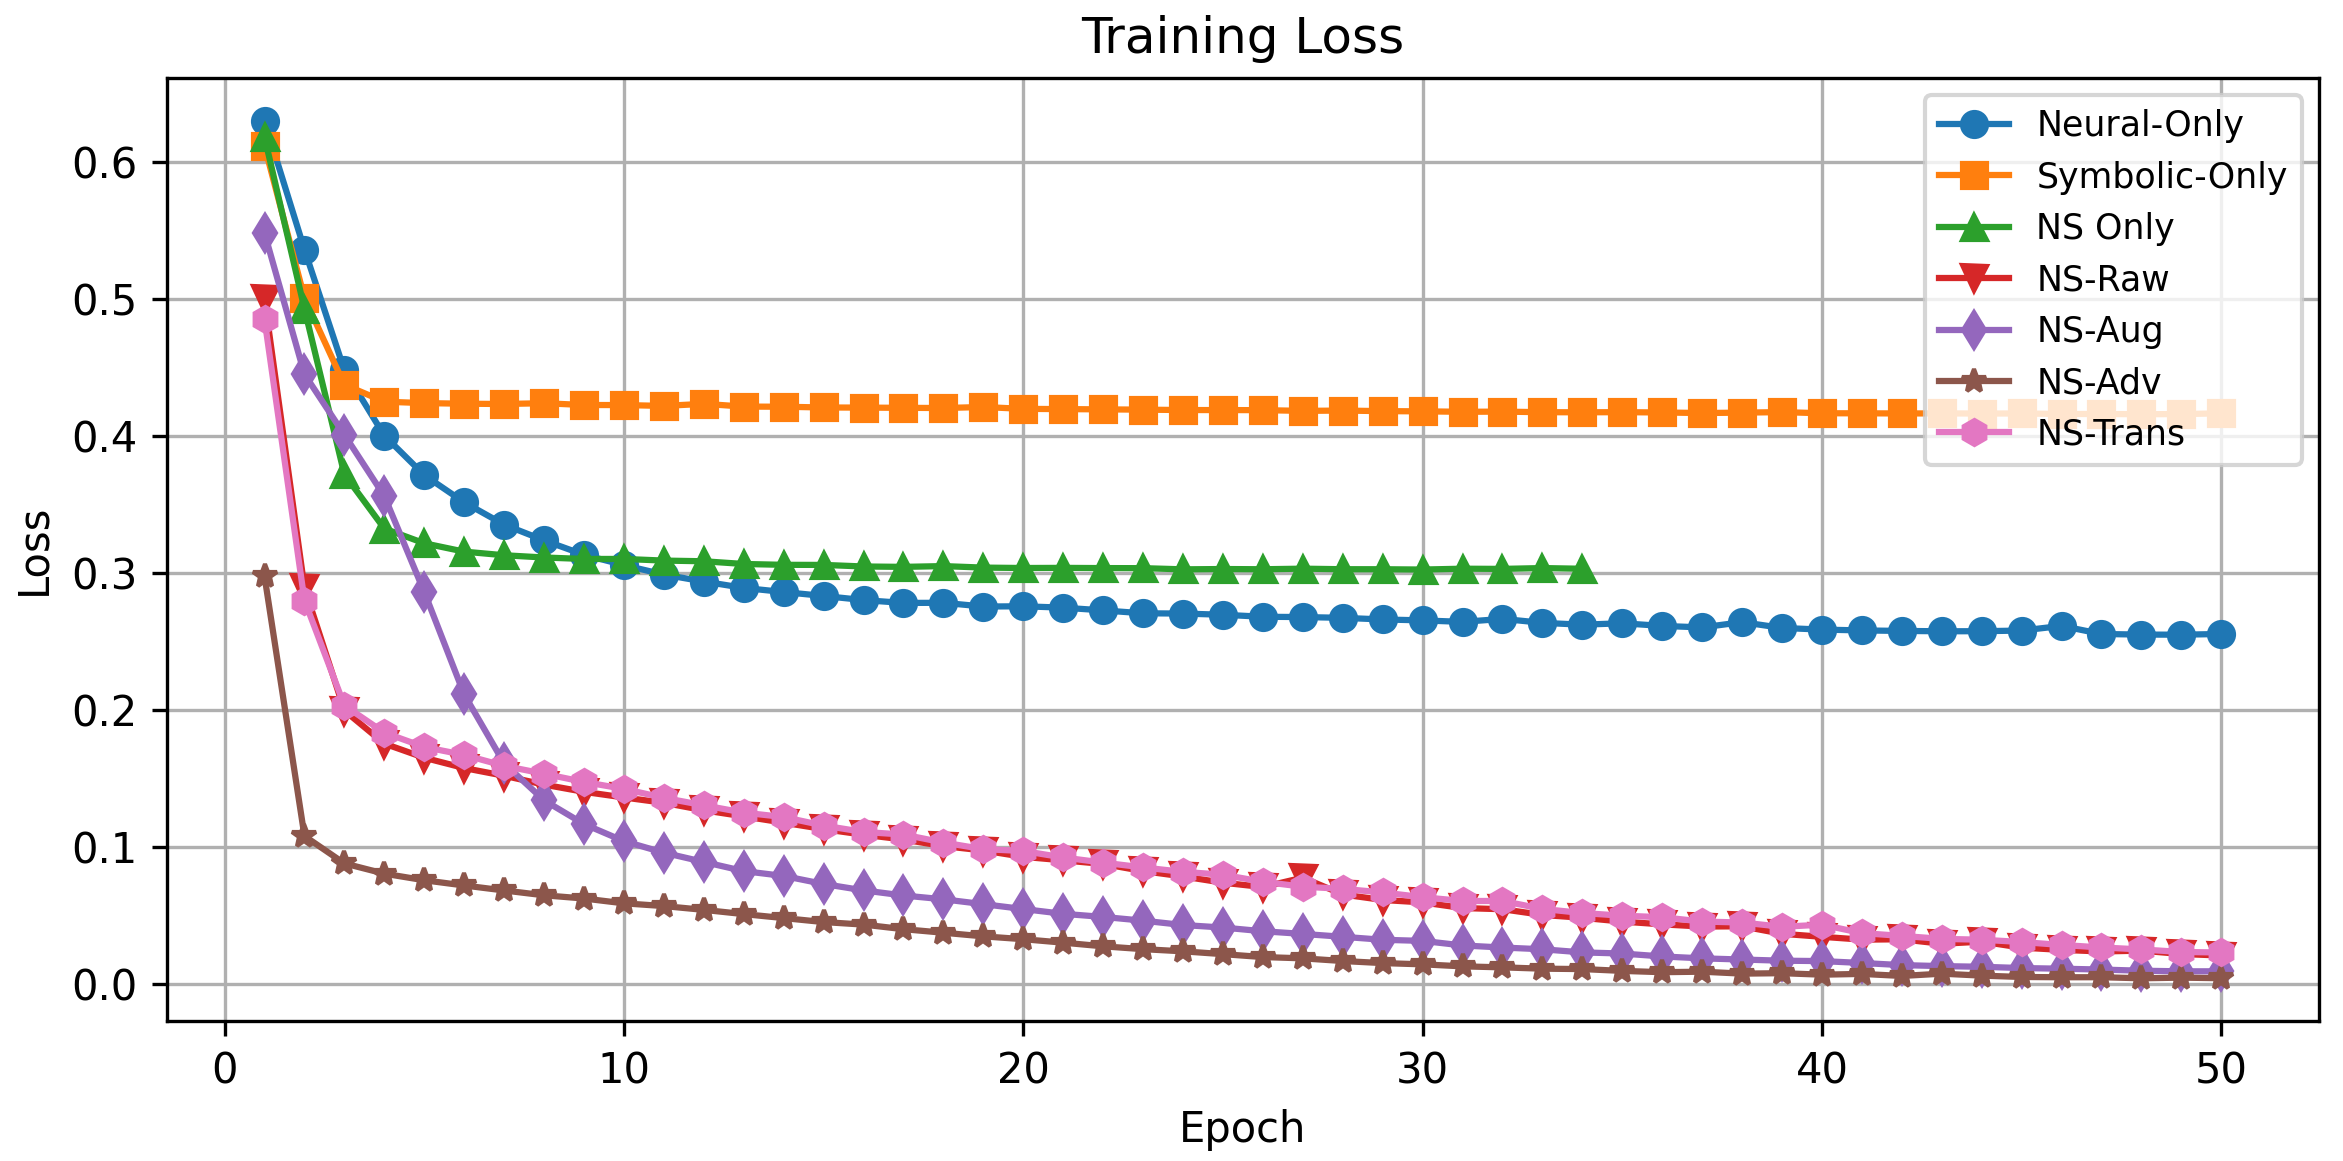 Training Loss
Loss
0.6
0.5
0.4
0.3
0.2
0.1
0.0
Neural-Only
Symbolic-Only
NS Only
NS-Raw
NS-Aug
NS-Adv
NS-Trans
0 10 20 30 40 50
Epoch